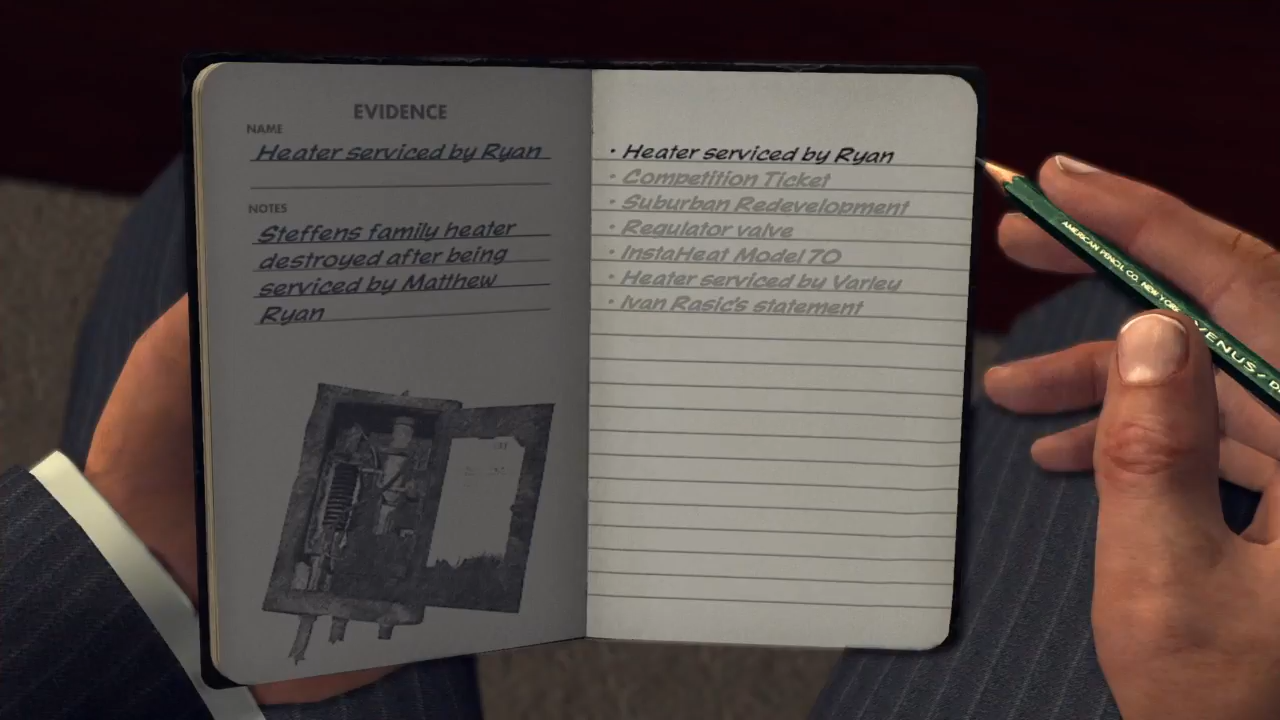 EVIDENCE
NAME
Heater serviced by Ryan
NOTES
Steffens family heater
destroyed after being
serviced by Matthew
Ryan
• Heater serviced by Ryan
• Competition Ticket
• Suburban Redevelopment
• Regulator valve
• InstaHeat Model 70
• Heater serviced by Varley
• Ivan Rasic's statement
AMERICAN PENCIL CO. NEW YORK VENUS/